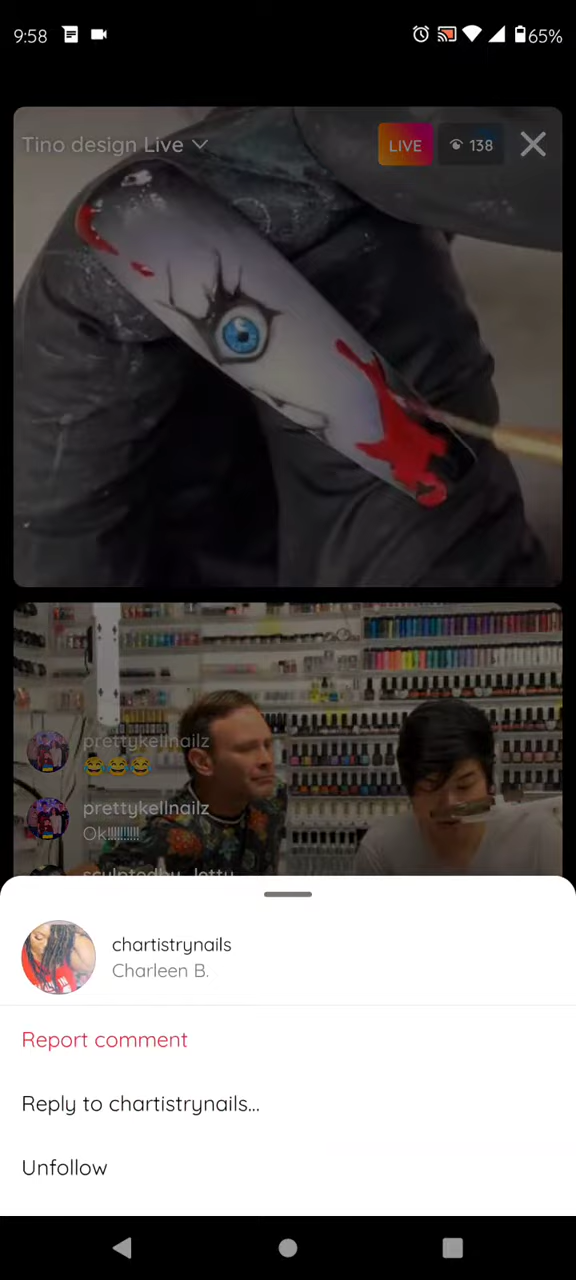 9:58
65%
Tino design Live
LIVE
138
prettykellnailz
😂😂😂
prettykellnailz
Ok!!!!!!!!!!
chartistrynails
Charleen B.
Report comment
Reply to chartistrynails...
Unfollow